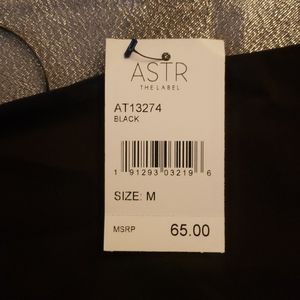 ASTR
THE LABEL
AT13274
BLACK
1 91293 03219 6
SIZE: M
MSRP 65.00